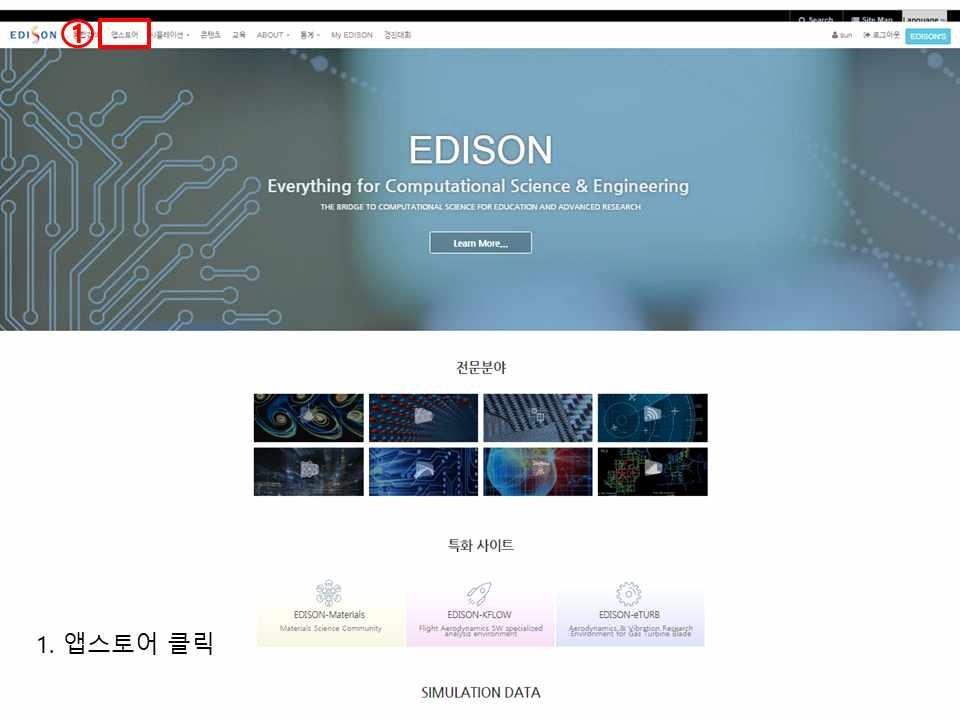 Search
Site Map
Language
EDISON
①
앱스토어
시뮬레이션
콘텐츠
교육
ABOUT
통계
My EDISON
경진대회
sun
로그아웃
EDISON'S
EDISON
Everything for Computational Science & Engineering
THE BRIDGE TO COMPUTATIONAL SCIENCE FOR EDUCATION AND ADVANCED RESEARCH
Learn More...
전문분야
특화 사이트
EDISON-Materials
Materials Science Community
EDISON-KFLOW
Flight Aerodynamics SW specialized
analysis environment
EDISON-eTURB
Aerodynamics & Vibration Research
Environment for Gas Turbine Blade
1. 앱스토어 클릭
SIMULATION DATA